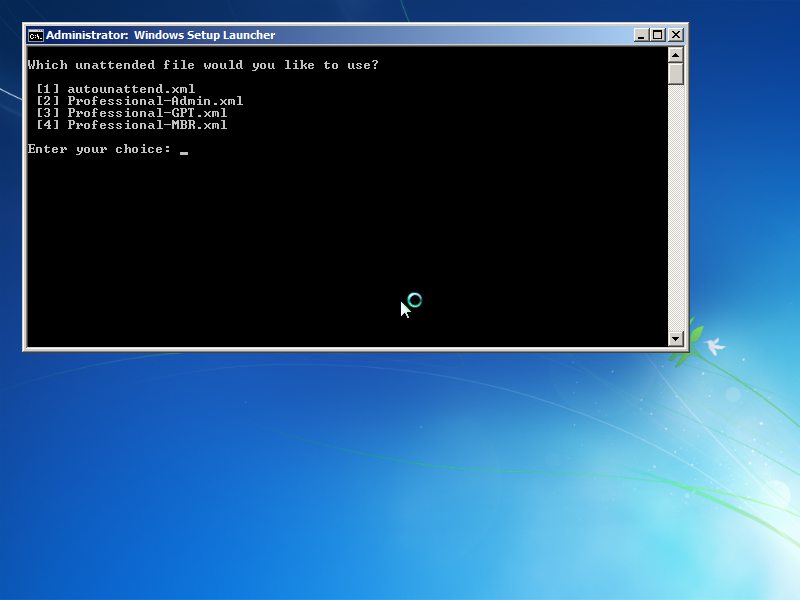 Administrator: Windows Setup Launcher
Which unattended file would you like to use?
[1] autounattend.xml
[2] Professional-Admin.xml
[3] Professional-GPT.xml
[4] Professional-MBR.xml
Enter your choice: _